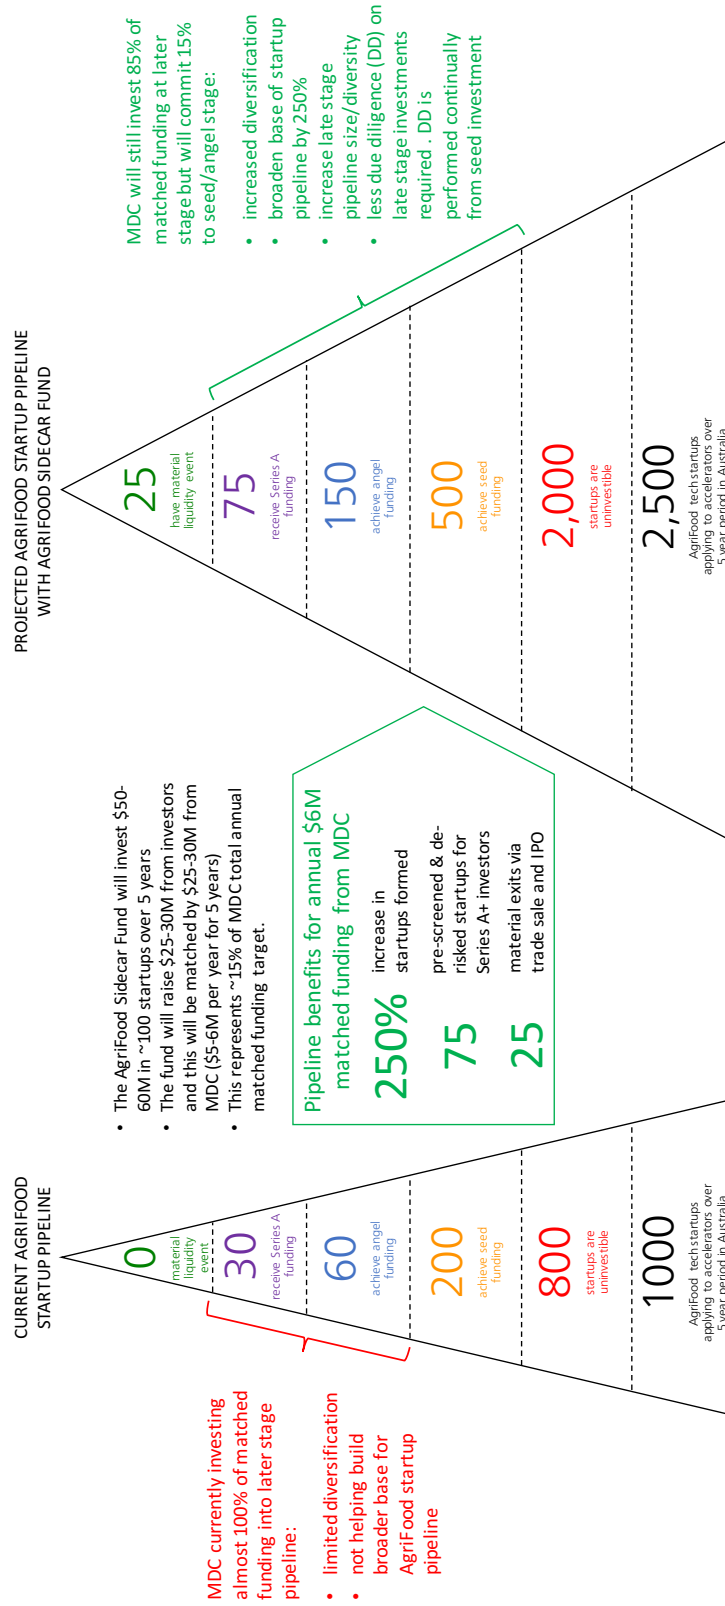 CURRENT AGRIFOOD
STARTUP PIPELINE
MDC currently investing
almost 100% of matched
funding into later stage
pipeline:
• limited diversification
• not helping build
broader base for
AgriFood startup
pipeline
0
material
liquidity
event
30
receive Series A
funding
60
achieve angel
funding
200
achieve seed
funding
800
startups are
uninvestible
1000
AgriFood tech startups
applying to accelerators over
5 year period in Australia
• The AgriFood Sidecar Fund will invest $50-
60M in ~100 startups over 5 years
• The fund will raise $25-30M from investors
and this will be matched by $25-30M from
MDC ($5-6M per year for 5 years)
• This represents ~15% of MDC total annual
matched funding target.
Pipeline benefits for annual $6M
matched funding from MDC
250% increase in
startups formed
75 pre-screened & de-
risked startups for
Series A+ investors
25 material exits via
trade sale and IPO
PROJECTED AGRIFOOD STARTUP PIPELINE
WITH AGRIFOOD SIDECAR FUND
25
have material
liquidity event
75
receive Series A
funding
150
achieve angel
funding
500
achieve seed
funding
2,000
startups are
uninvestible
2,500
AgriFood tech startups
applying to accelerators over
5 year period in Australia
MDC will still invest 85% of
matched funding at later
stage but will commit 15%
to seed/angel stage:
• increased diversification
• broaden base of startup
pipeline by 250%
• increase late stage
pipeline size/diversity
• less due diligence (DD) on
late stage investments
required . DD is
performed continually
from seed investment